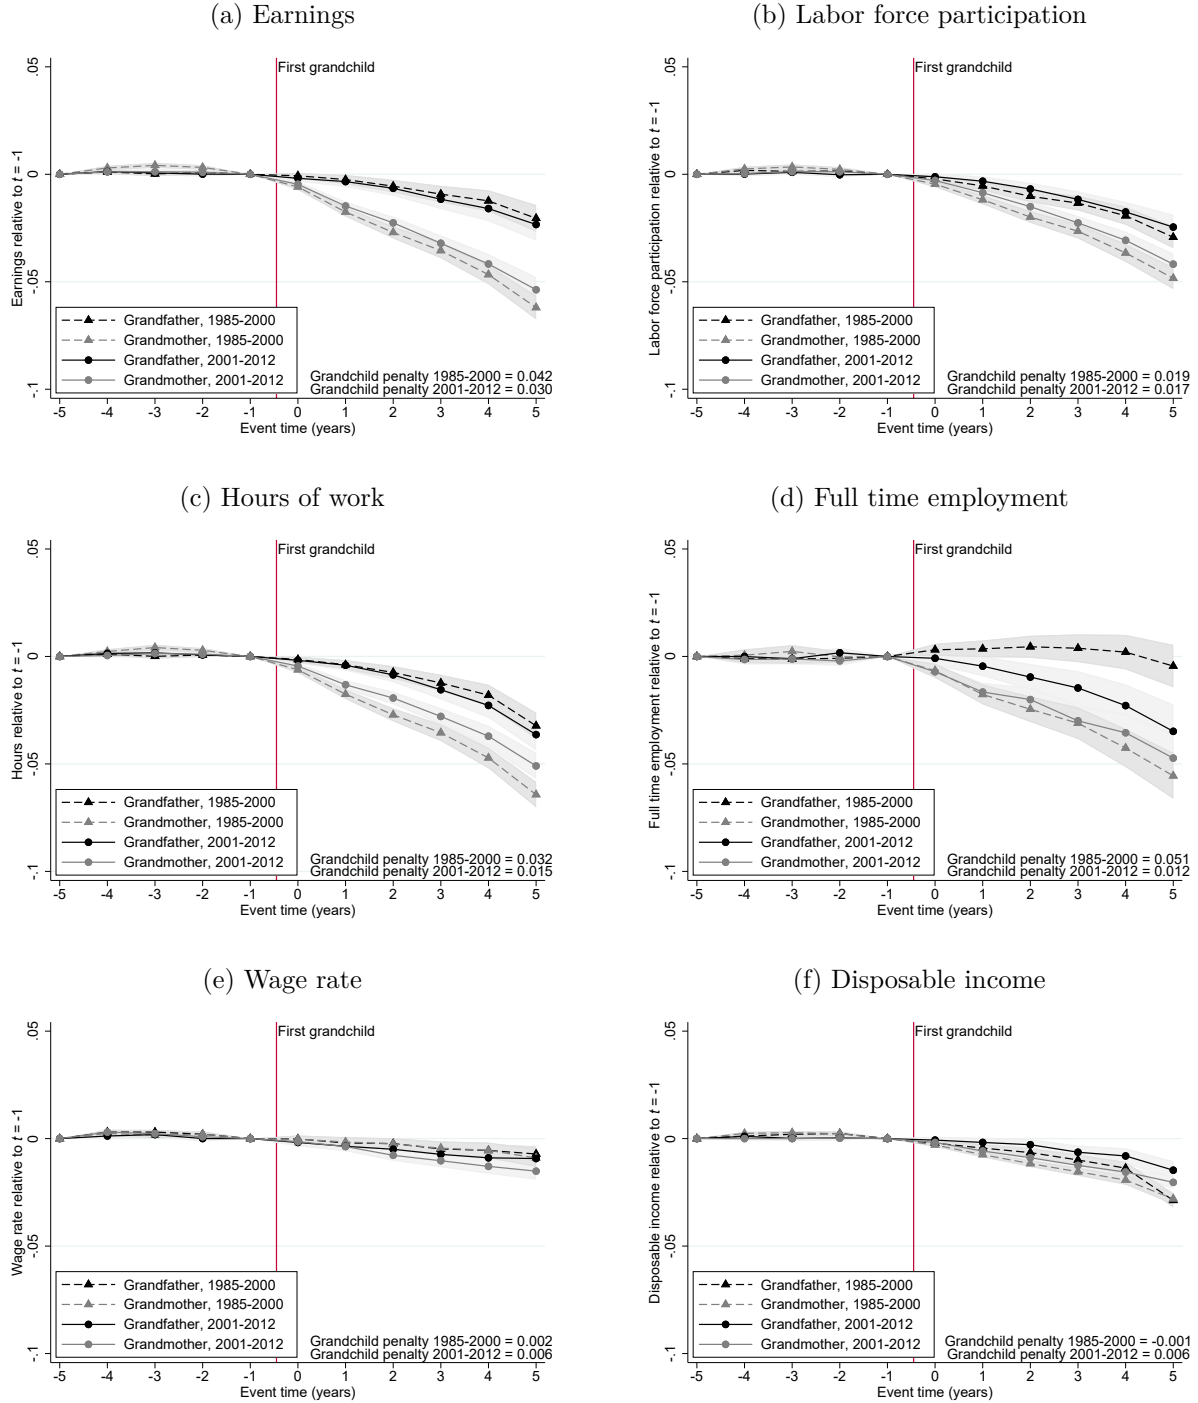 (a) Earnings
First grandchild
Earnings relative to t = -1
.05
0
-.05
-.1
Grandfather, 1985-2000
Grandmother, 1985-2000
Grandfather, 2001-2012
Grandmother, 2001-2012
Grandchild penalty 1985-2000 = 0.042
Grandchild penalty 2001-2012 = 0.030
-5 -4 -3 -2 -1 0 1 2 3 4 5
Event time (years)
(b) Labor force participation
First grandchild
Labor force participation relative to t = -1
.05
0
-.05
-.1
Grandfather, 1985-2000
Grandmother, 1985-2000
Grandfather, 2001-2012
Grandmother, 2001-2012
Grandchild penalty 1985-2000 = 0.019
Grandchild penalty 2001-2012 = 0.017
-5 -4 -3 -2 -1 0 1 2 3 4 5
Event time (years)
(c) Hours of work
First grandchild
Hours relative to t = -1
.05
0
-.05
-.1
Grandfather, 1985-2000
Grandmother, 1985-2000
Grandfather, 2001-2012
Grandmother, 2001-2012
Grandchild penalty 1985-2000 = 0.032
Grandchild penalty 2001-2012 = 0.015
-5 -4 -3 -2 -1 0 1 2 3 4 5
Event time (years)
(d) Full time employment
First grandchild
Full time employment relative to t = -1
.05
0
-.05
-.1
Grandfather, 1985-2000
Grandmother, 1985-2000
Grandfather, 2001-2012
Grandmother, 2001-2012
Grandchild penalty 1985-2000 = 0.051
Grandchild penalty 2001-2012 = 0.012
-5 -4 -3 -2 -1 0 1 2 3 4 5
Event time (years)
(e) Wage rate
First grandchild
Wage rate relative to t = -1
.05
0
-.05
-.1
Grandfather, 1985-2000
Grandmother, 1985-2000
Grandfather, 2001-2012
Grandmother, 2001-2012
Grandchild penalty 1985-2000 = 0.002
Grandchild penalty 2001-2012 = 0.006
-5 -4 -3 -2 -1 0 1 2 3 4 5
Event time (years)
(f) Disposable income
First grandchild
Disposable income relative to t = -1
.05
0
-.05
-.1
Grandfather, 1985-2000
Grandmother, 1985-2000
Grandfather, 2001-2012
Grandmother, 2001-2012
Grandchild penalty 1985-2000 = -0.001
Grandchild penalty 2001-2012 = 0.006
-5 -4 -3 -2 -1 0 1 2 3 4 5
Event time (years)